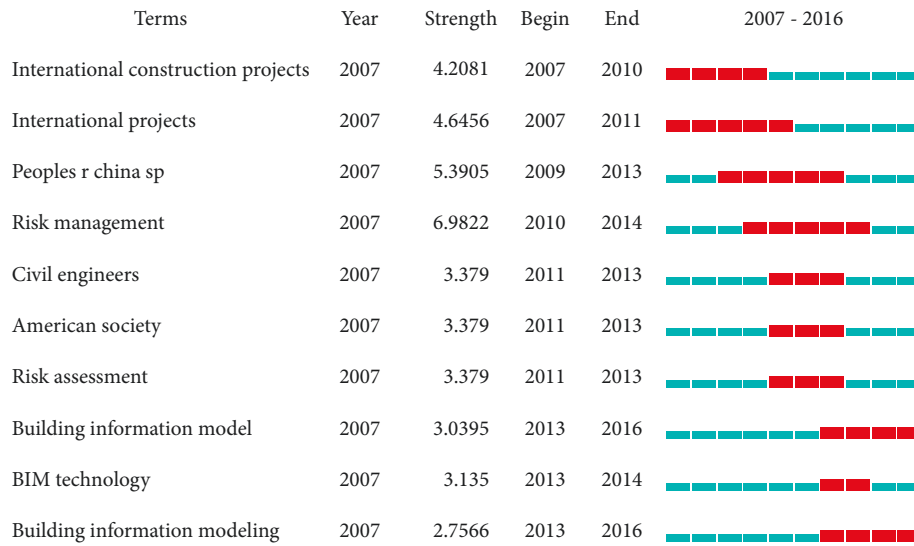 Terms Year Strength Begin End 2007 - 2016
International construction projects 2007 4.2081 2007 2010
International projects 2007 4.6456 2007 2011
Peoples r china sp 2007 5.3905 2009 2013
Risk management 2007 6.9822 2010 2014
Civil engineers 2007 3.379 2011 2013
American society 2007 3.379 2011 2013
Risk assessment 2007 3.379 2011 2013
Building information model 2007 3.0395 2013 2016
BIM technology 2007 3.135 2013 2014
Building information modeling 2007 2.7566 2013 2016